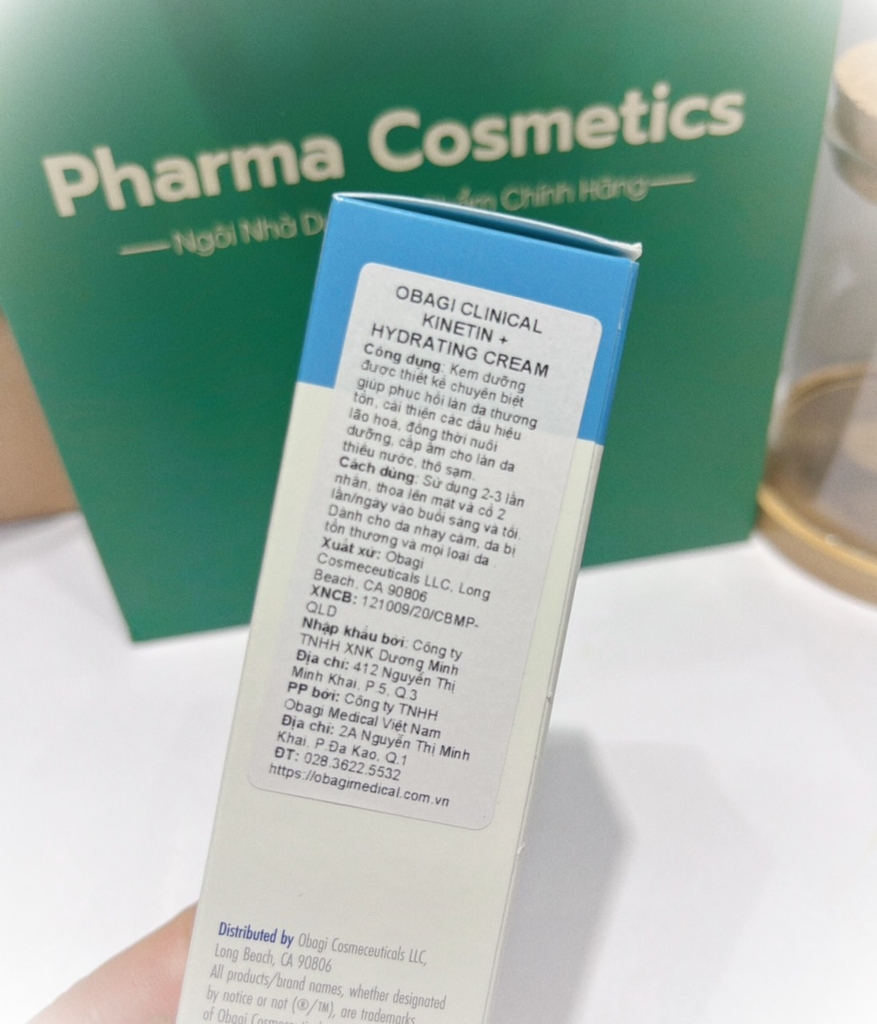 Pharma Cosmetics
Ngôi Nhà Chính Hãng
OBAGI CLINICAL
KINETIN +
HYDRATING CREAM
Công dụng: Kem dưỡng
được thiết kế chuyên biệt
giúp phục hồi làn da thương
tổn, cải thiện các dấu hiệu
lão hoá, đồng thời nuôi
dưỡng, cấp ẩm cho làn da
thiếu nước, thô sạm.
Cách dùng: Sử dụng 2-3 lần
nhấn, thoa lên mặt và cổ 2
lần/ngày vào buổi sáng và tối.
Dành cho da nhạy cảm, da bị
tổn thương và mọi loại da
Xuất xứ: Obagi
Cosmeceuticals LLC, Long
Beach, CA 90806
XNCB: 121009/20/CBMP-
QLD
Nhập khẩu bởi: Công ty
TNHH XNK Dương Minh
Địa chỉ: 412 Nguyễn Thị
Minh Khai, P.5, Q.3
PP bởi: Công ty TNHH
Obagi Medical Việt Nam
Địa chỉ: 2A Nguyễn Thị Minh
Khai, P.Đa Kao, Q.1
ĐT: 028.3622.5532
https://obagimedical.com.vn
Distributed by Obagi Cosmeceuticals LLC,
Long Beach, CA 90806
All products/brand names, whether designated
by notice or not (®/™), are trademarks
of Obagi Cosmeceuticals